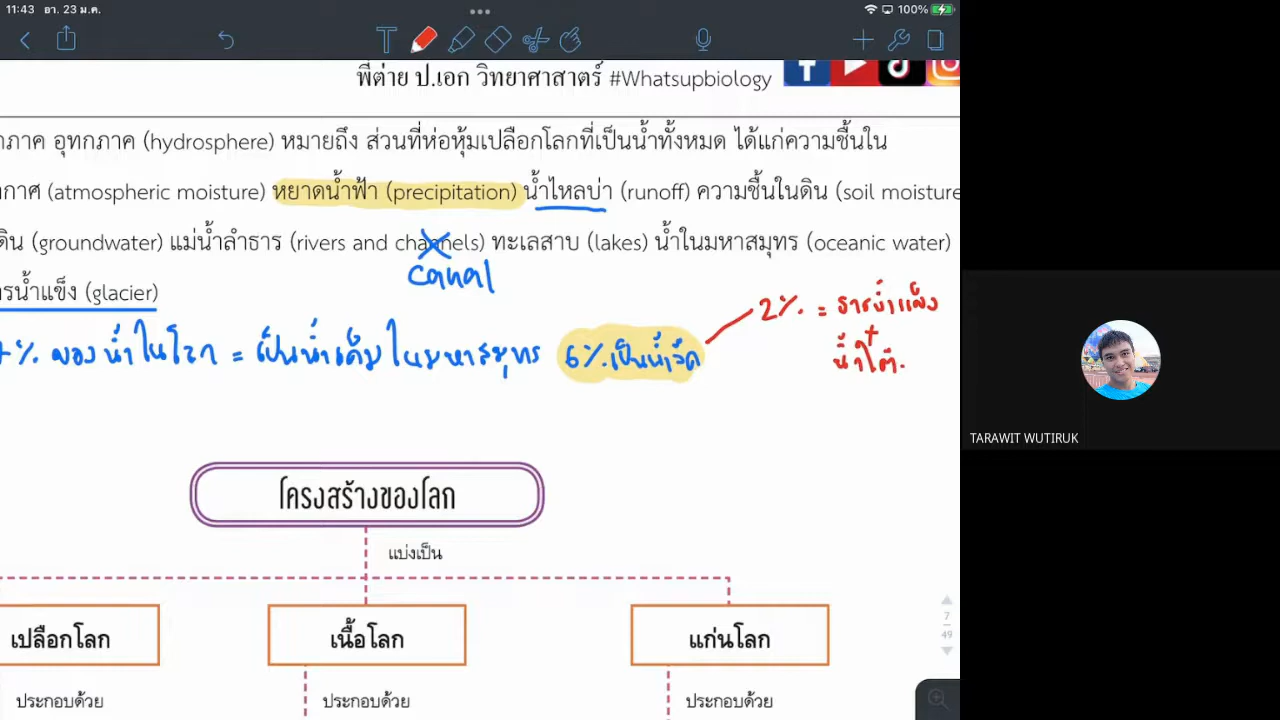 11:43 อา. 23 ม.ค.
100%
พี่ต่าย ป.เอก วิทยาศาสตร์ #Whatsupbiology
าภาค อุทกภาค (hydrosphere) หมายถึง ส่วนที่ห่อหุ้มเปลือกโลกที่เป็นน้ำทั้งหมด ได้แก่ความชื้นใน
กาศ (atmospheric moisture) หยาดน้ำฟ้า (precipitation) น้ำไหลบ่า (runoff) ความชื้นในดิน (soil moisture
ดิน (groundwater) แม่น้ำลำธาร (rivers and channels) ทะเลสาบ (lakes) น้ำในมหาสมุทร (oceanic water)
canal
ารน้ำแข็ง (glacier)
% ของน้ำในโลก = เป็นน้ำเค็มในมหาสมุทร 6% เป็นน้ำจืด
2% = ธารน้ำแข็ง
+
น้ำใต้.
โครงสร้างของโลก
แบ่งเป็น
เปลือกโลก เนื้อโลก แก่นโลก
ประกอบด้วย ประกอบด้วย ประกอบด้วย
7
49
TARAWIT WUTIRUK